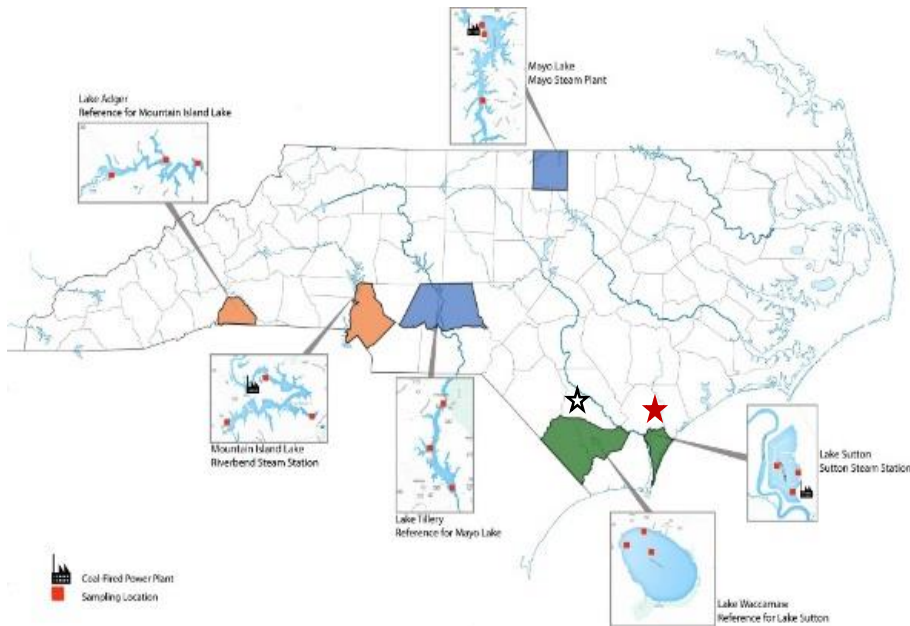 Mayo Lake
Mayo Steam Plant
Lake Adger
Reference for Mountain Island Lake
Mountain Island Lake
Riverbend Steam Station
Lake Tillery
Reference for Mayo Lake
Lake Sutton
Sutton Steam Station
Lake Waccamaw
Reference for Lake Sutton
Coal-Fired Power Plant
Sampling Location